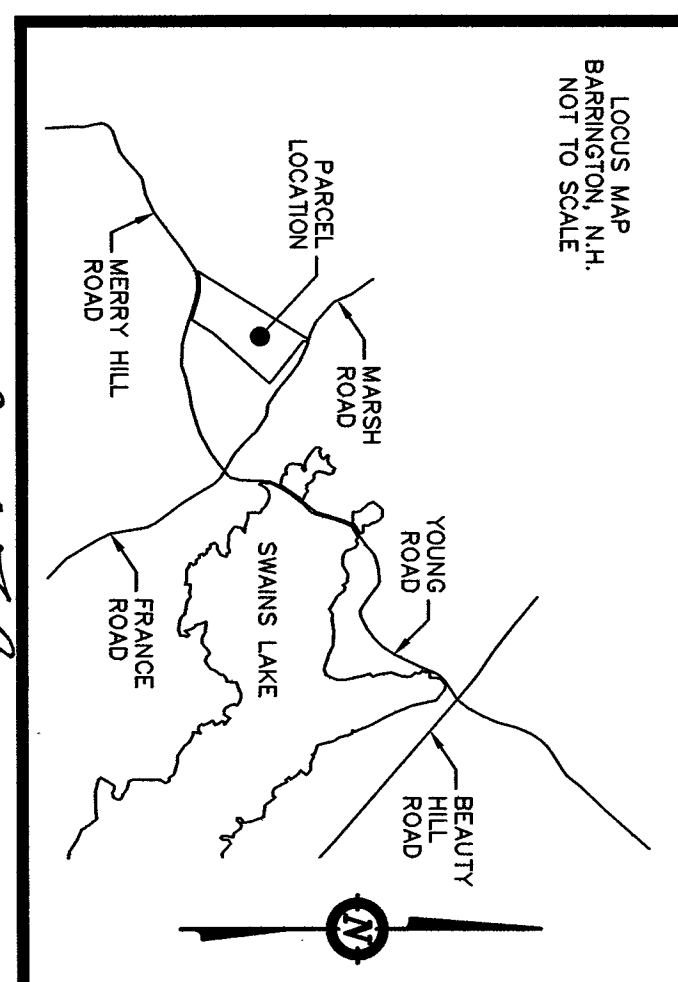 LOCUS MAP
BARRINGTON, N.H.
NOT TO SCALE
PARCEL
LOCATION
MERRY HILL
ROAD
MARSH
ROAD
YOUNG
ROAD
SWAINS LAKE
FRANCE
ROAD
BEAUTY
HILL
ROAD
N